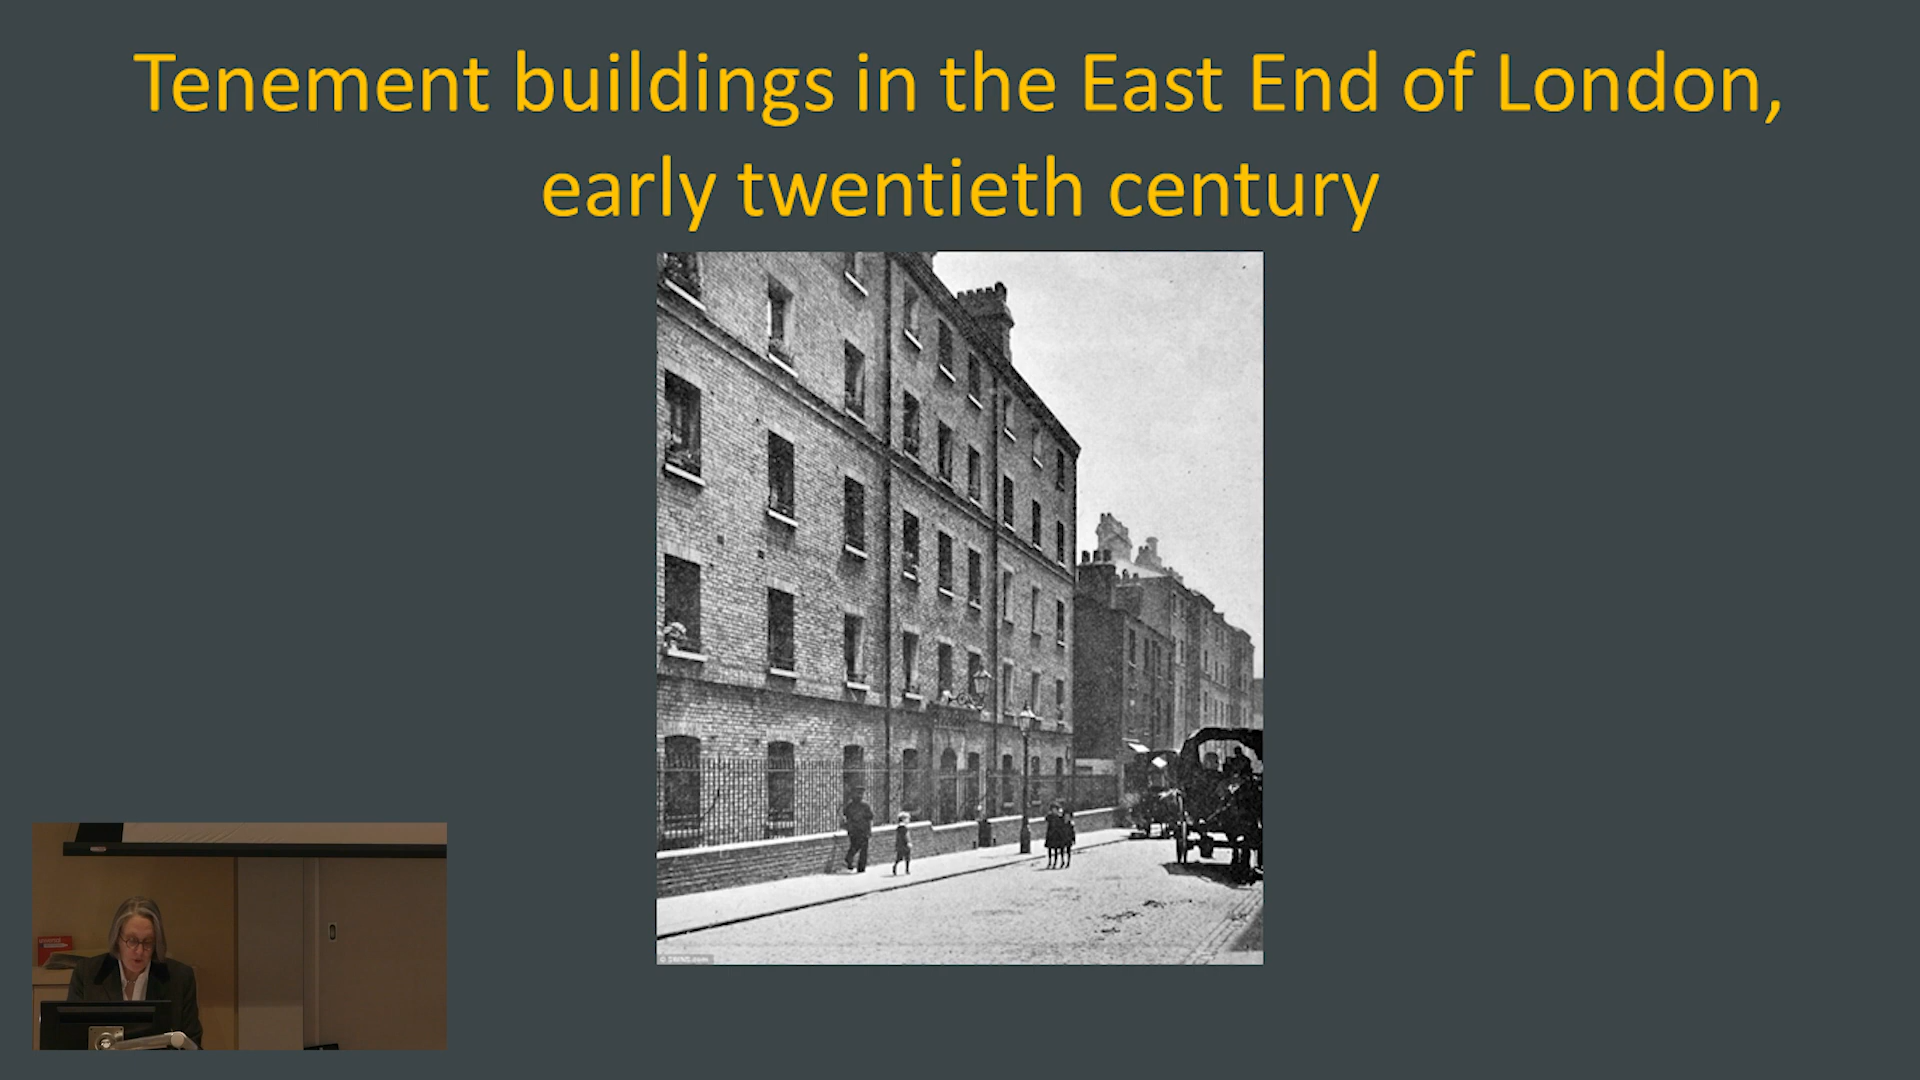 Tenement buildings in the East End of London,
early twentieth century